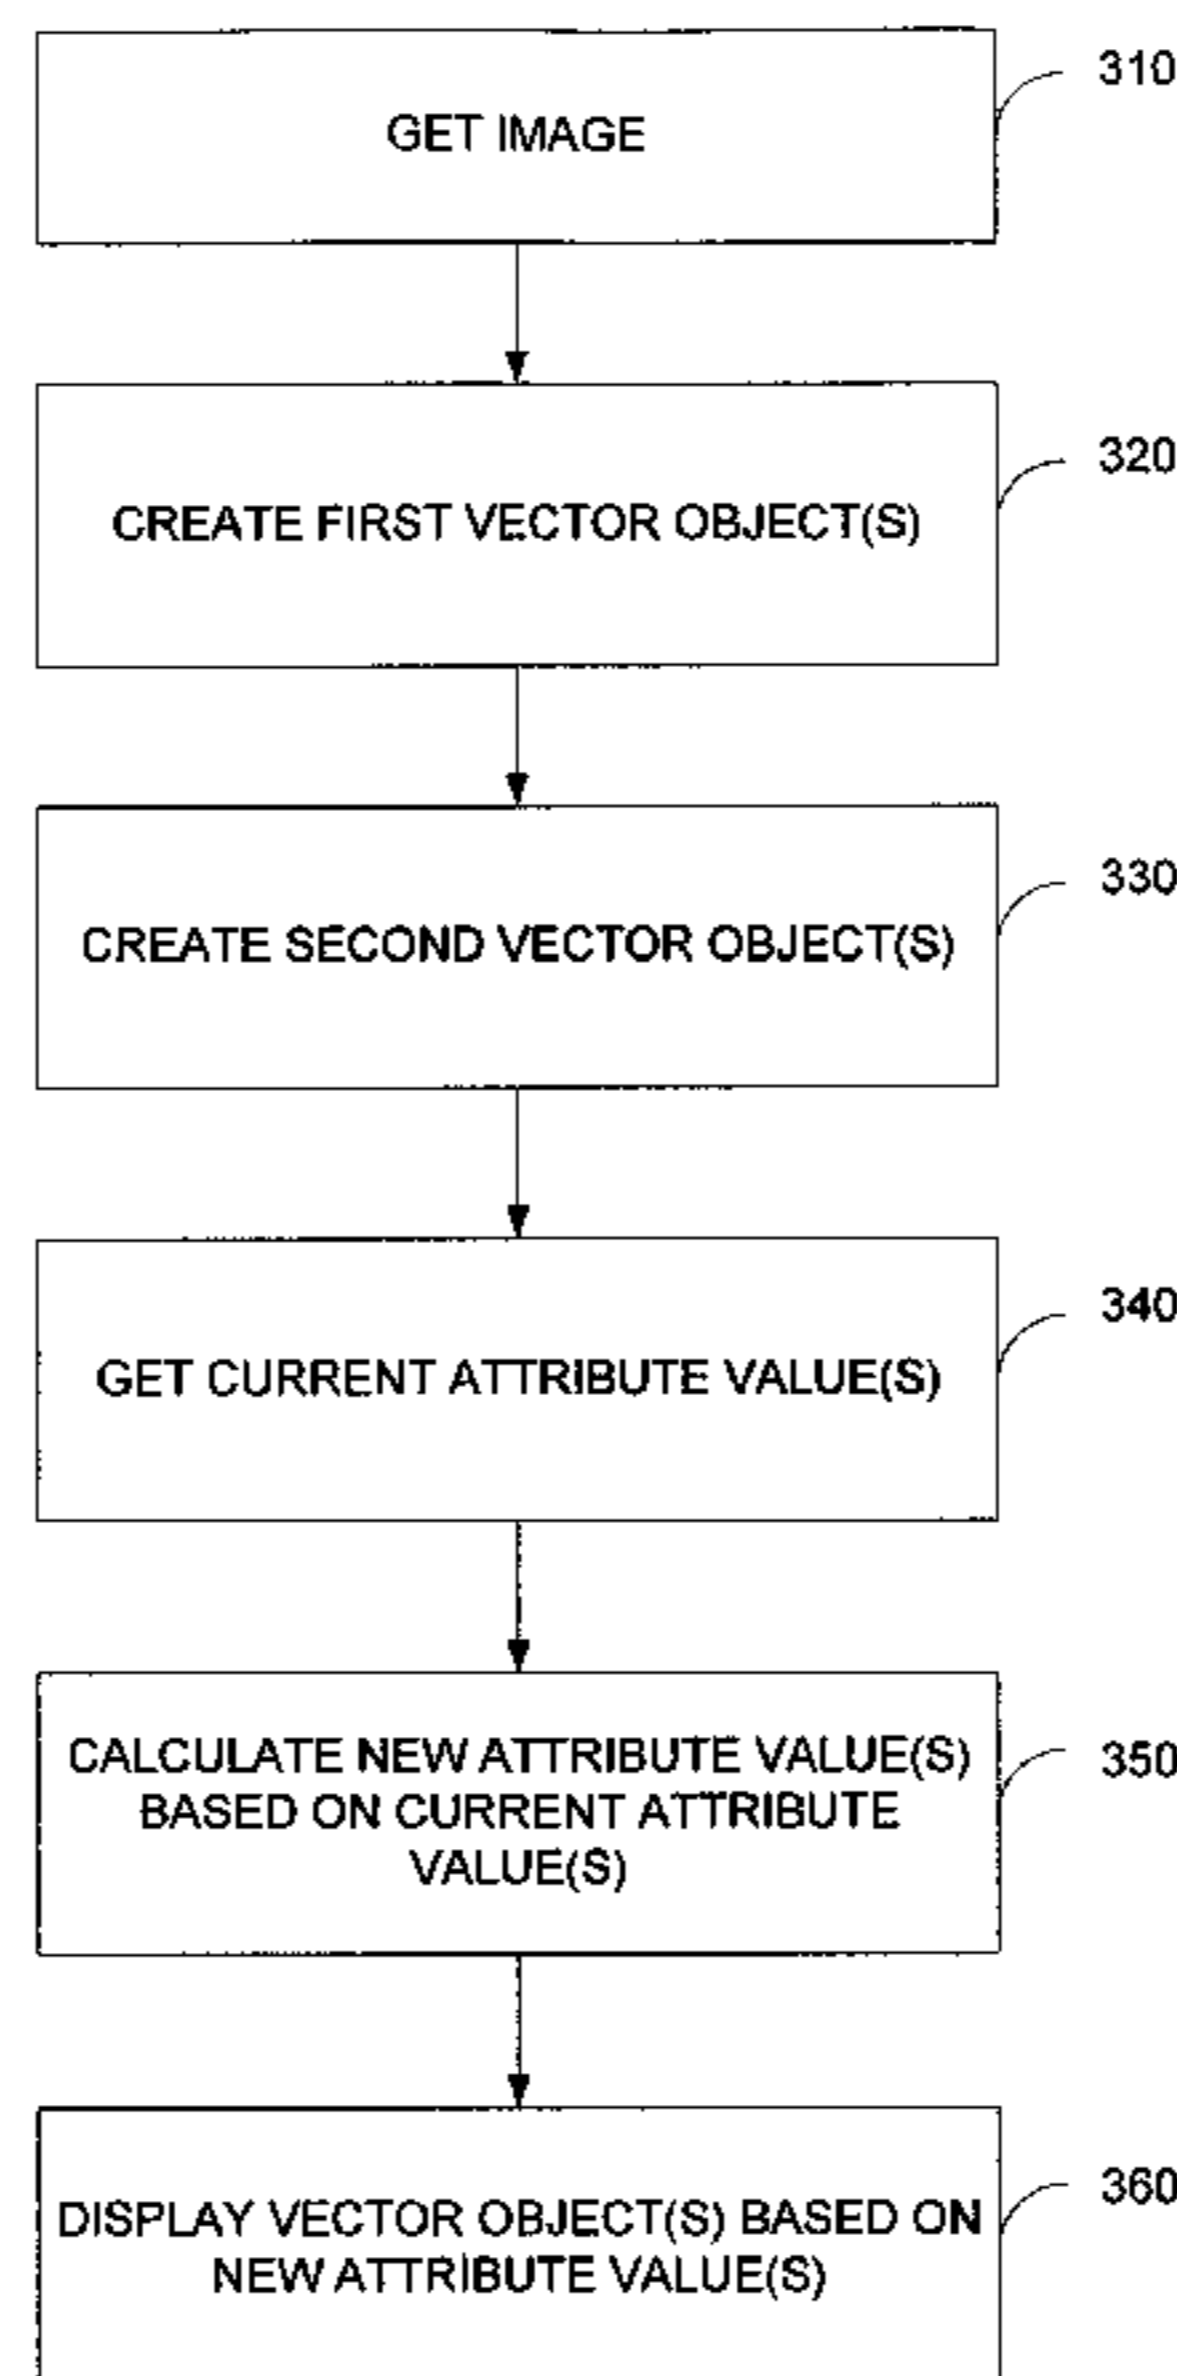 GET IMAGE
310
CREATE FIRST VECTOR OBJECT(S)
320
CREATE SECOND VECTOR OBJECT(S)
330
GET CURRENT ATTRIBUTE VALUE(S)
340
CALCULATE NEW ATTRIBUTE VALUE(S)
BASED ON CURRENT ATTRIBUTE
VALUE(S)
350
DISPLAY VECTOR OBJECT(S) BASED ON
NEW ATTRIBUTE VALUE(S)
360